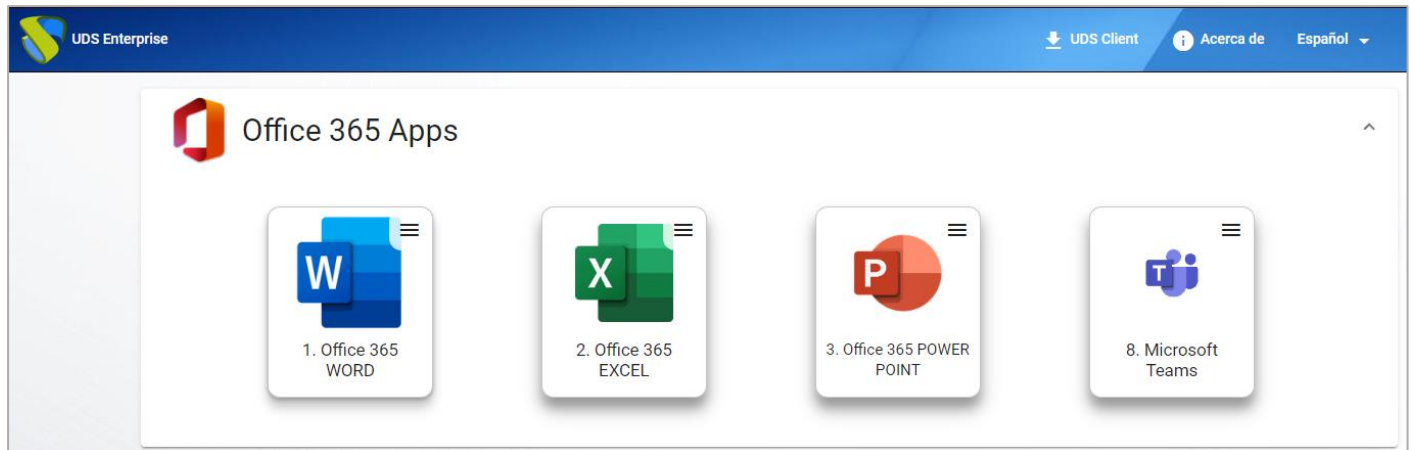 UDS Enterprise
UDS Client
Acerca de
Español
Office 365 Apps
1. Office 365
WORD
2. Office 365
EXCEL
3. Office 365 POWER
POINT
8. Microsoft
Teams
W
X
P
T